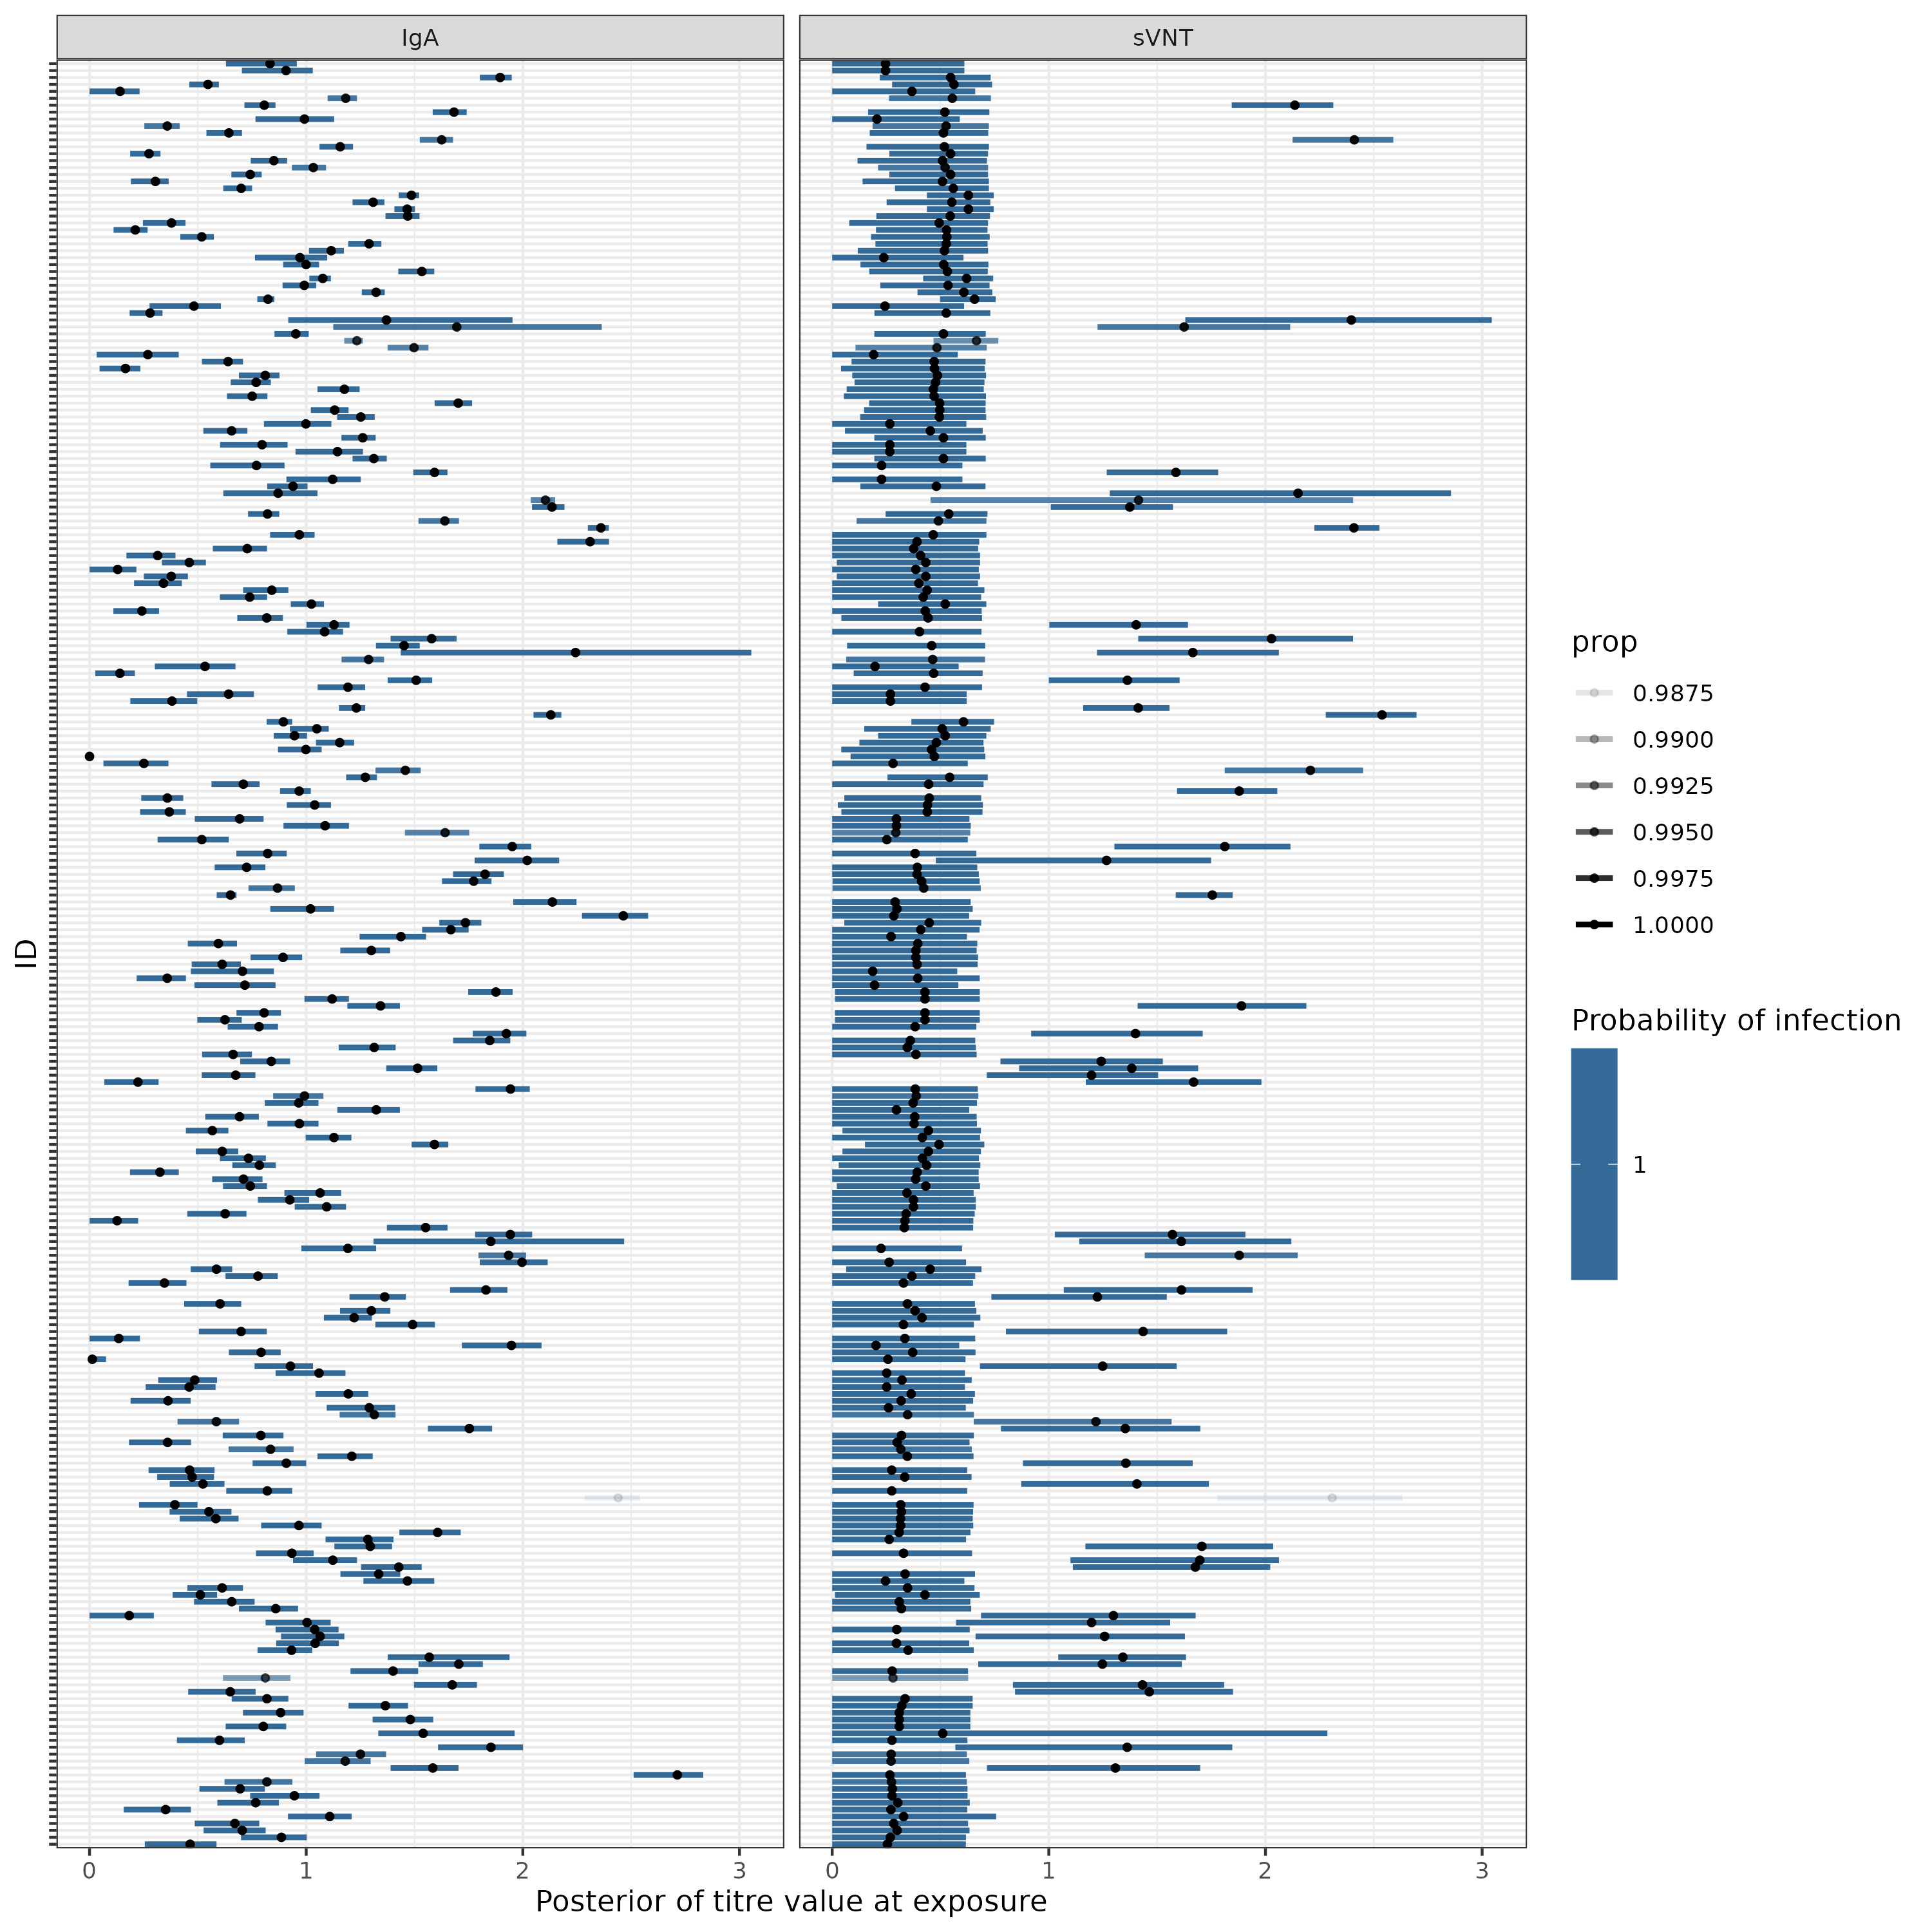 IgA
sVNT
ID
0
1
2
3
0
1
2
3
Posterior of titre value at exposure
prop
0.9875
0.9900
0.9925
0.9950
0.9975
1.0000
Probability of infection
1